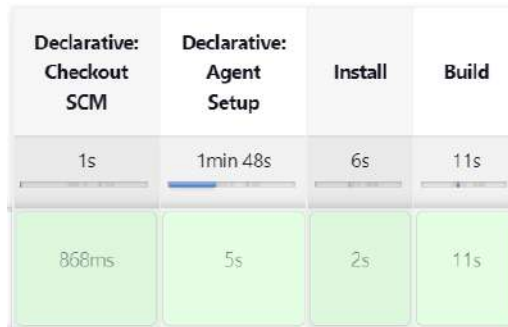 Declarative: Checkout SCM
Declarative: Agent Setup
Install
Build
1s
1min 48s
6s
11s
868ms
5s
2s
11s